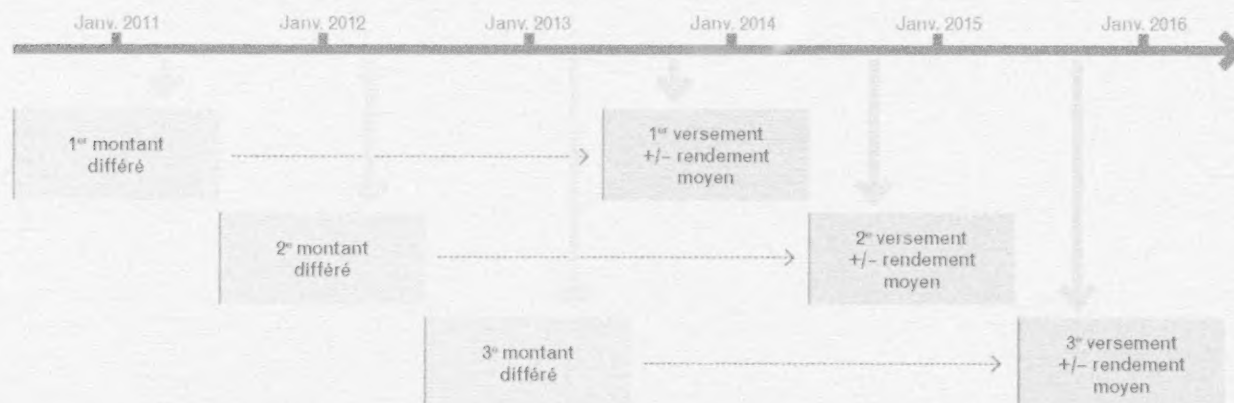 Janv. 2011 Janv. 2012 Janv. 2013 Janv. 2014 Janv. 2015 Janv. 2016
1er montant
différé
1er versement
+/– rendement
moyen
2e montant
différé
2e versement
+/– rendement
moyen
3e montant
différé
3e versement
+/– rendement
moyen